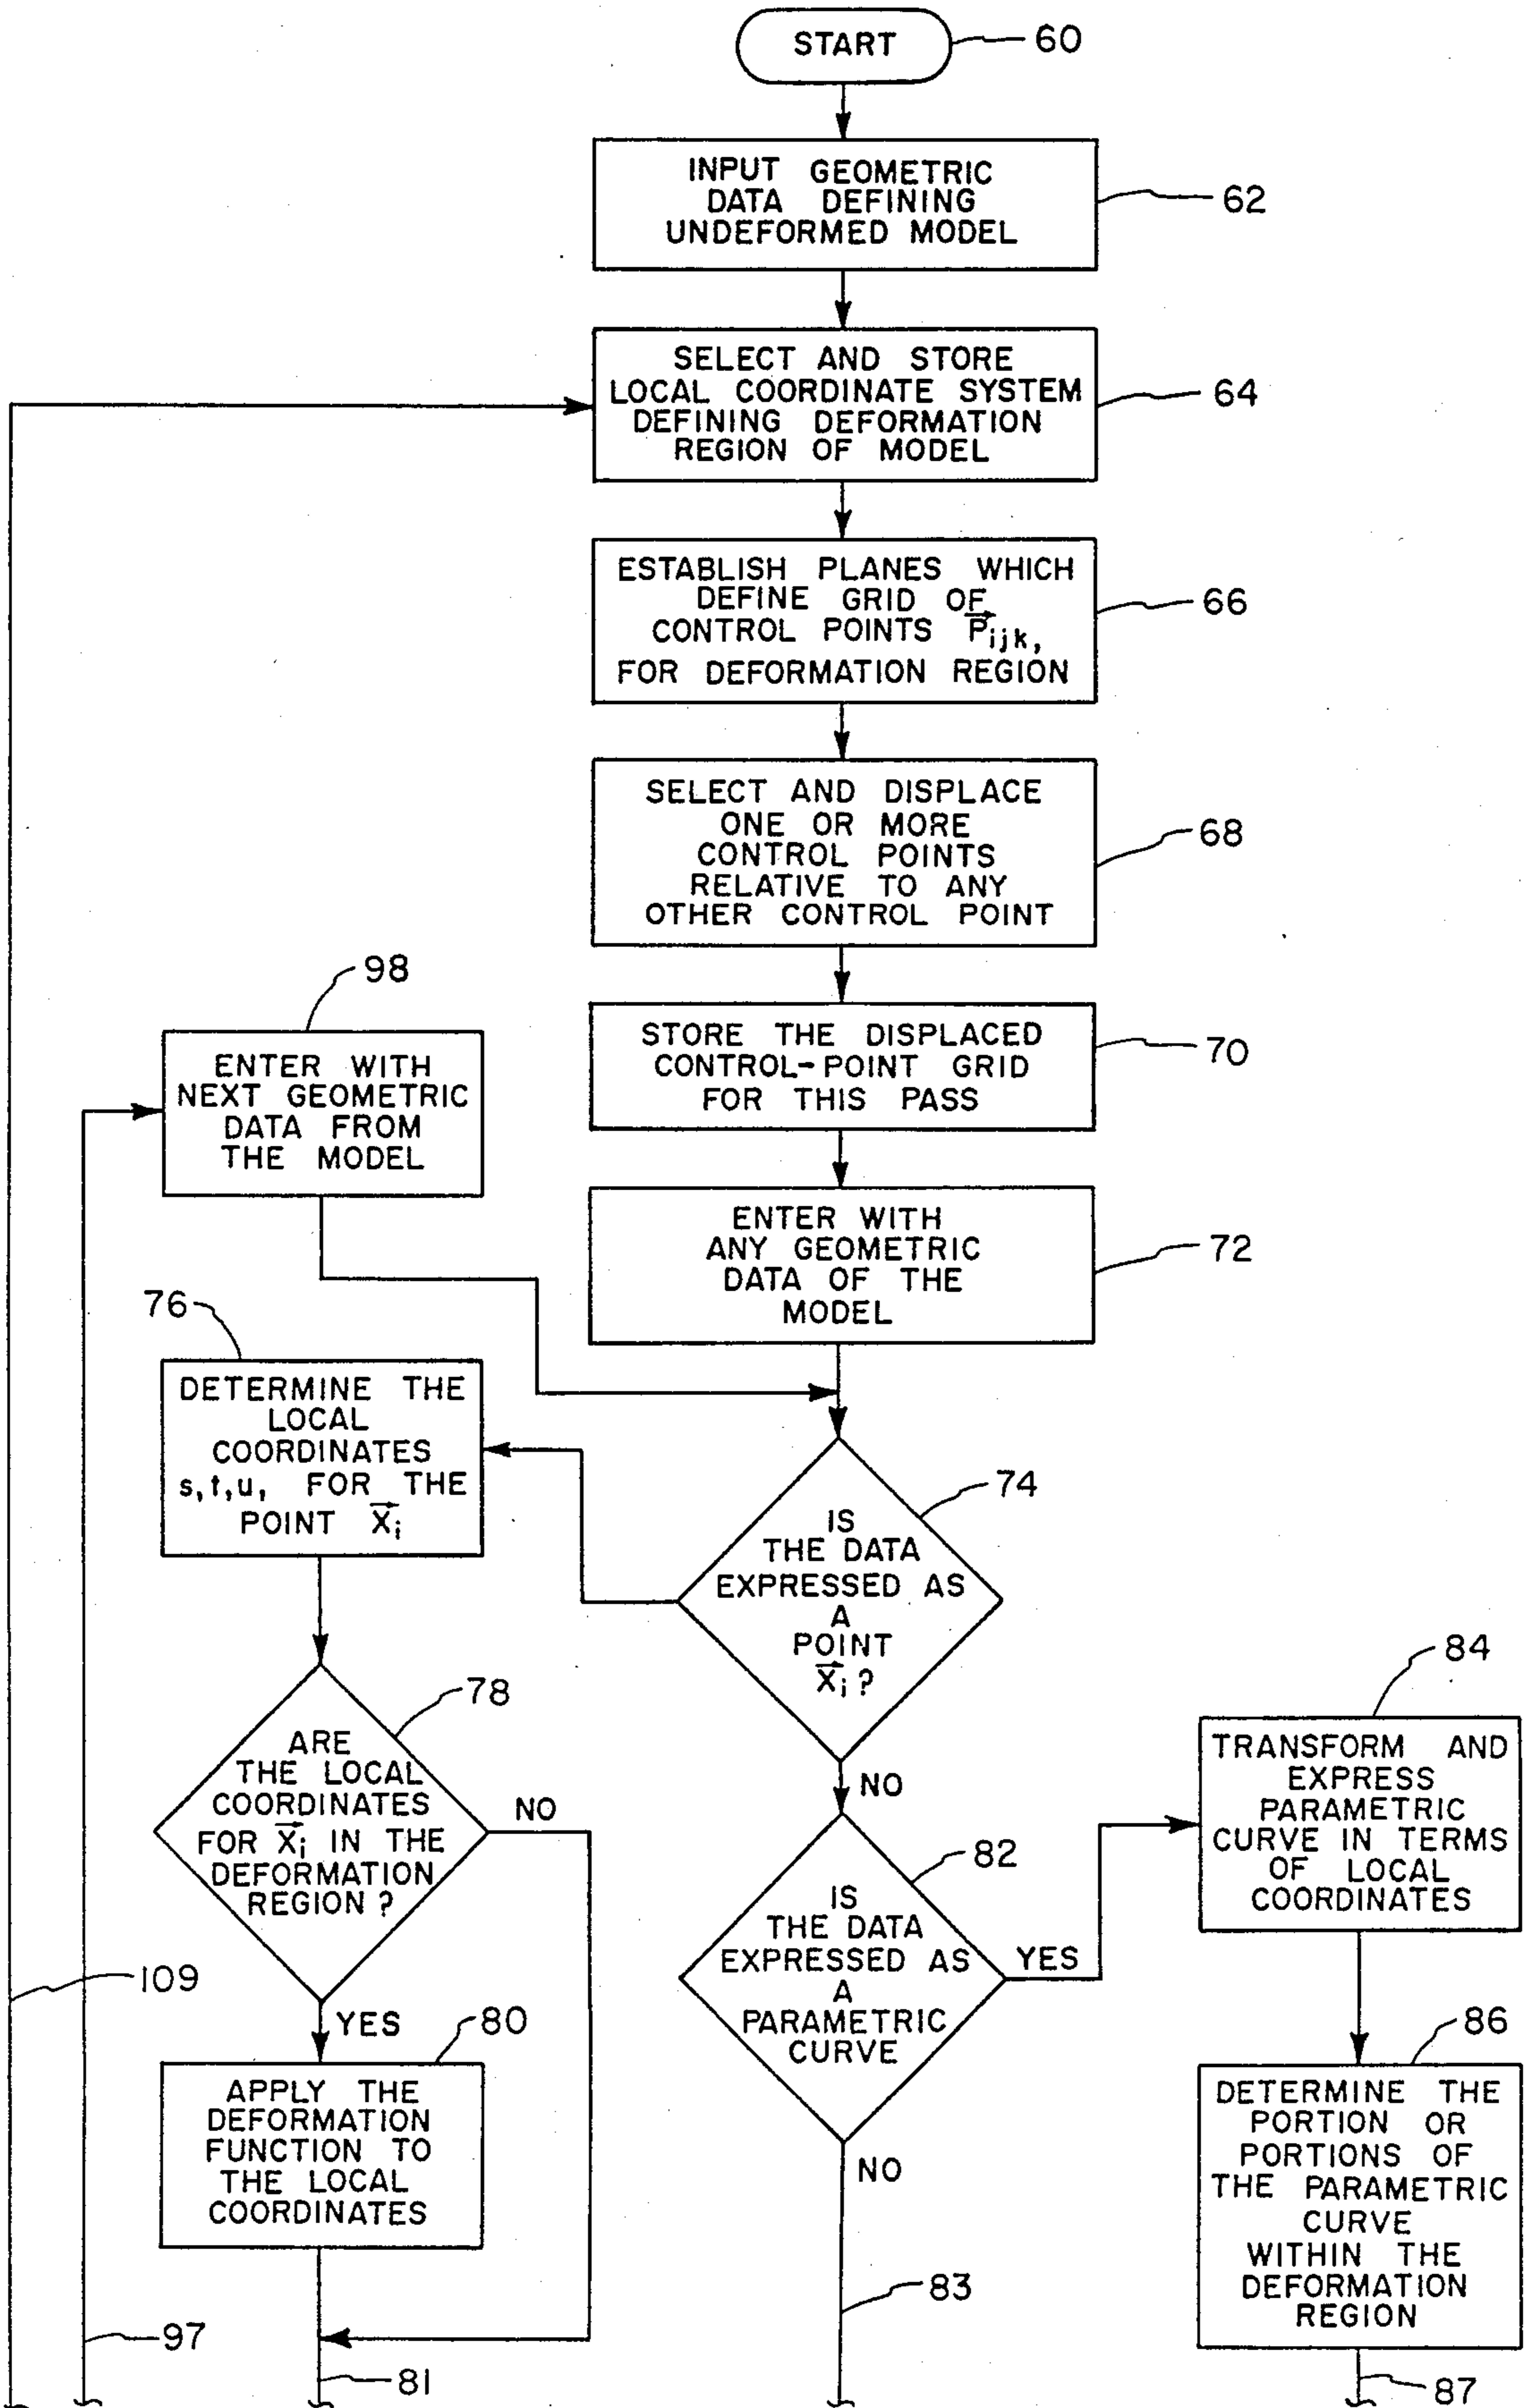 START
60
INPUT GEOMETRIC
DATA DEFINING
UNDEFORMED MODEL
62
SELECT AND STORE
LOCAL COORDINATE SYSTEM
DEFINING DEFORMATION
REGION OF MODEL
64
ESTABLISH PLANES WHICH
DEFINE GRID OF
CONTROL POINTS P⃗ijk,
FOR DEFORMATION REGION
66
SELECT AND DISPLACE
ONE OR MORE
CONTROL POINTS
RELATIVE TO ANY
OTHER CONTROL POINT
68
98
ENTER WITH
NEXT GEOMETRIC
DATA FROM
THE MODEL
STORE THE DISPLACED
CONTROL-POINT GRID
FOR THIS PASS
70
ENTER WITH
ANY GEOMETRIC
DATA OF THE
MODEL
72
76
DETERMINE THE
LOCAL
COORDINATES
s,t,u, FOR THE
POINT X⃗i
74
IS
THE DATA
EXPRESSED AS
A
POINT
X⃗i?
78
ARE
THE LOCAL
COORDINATES
FOR X⃗i IN THE
DEFORMATION
REGION?
NO
YES
NO
82
IS
THE DATA
EXPRESSED AS
A
PARAMETRIC
CURVE
YES
NO
84
TRANSFORM AND
EXPRESS
PARAMETRIC
CURVE IN TERMS
OF LOCAL
COORDINATES
109
80
APPLY THE
DEFORMATION
FUNCTION TO
THE LOCAL
COORDINATES
86
DETERMINE THE
PORTION OR
PORTIONS OF
THE PARAMETRIC
CURVE
WITHIN THE
DEFORMATION
REGION
83
97
81
87